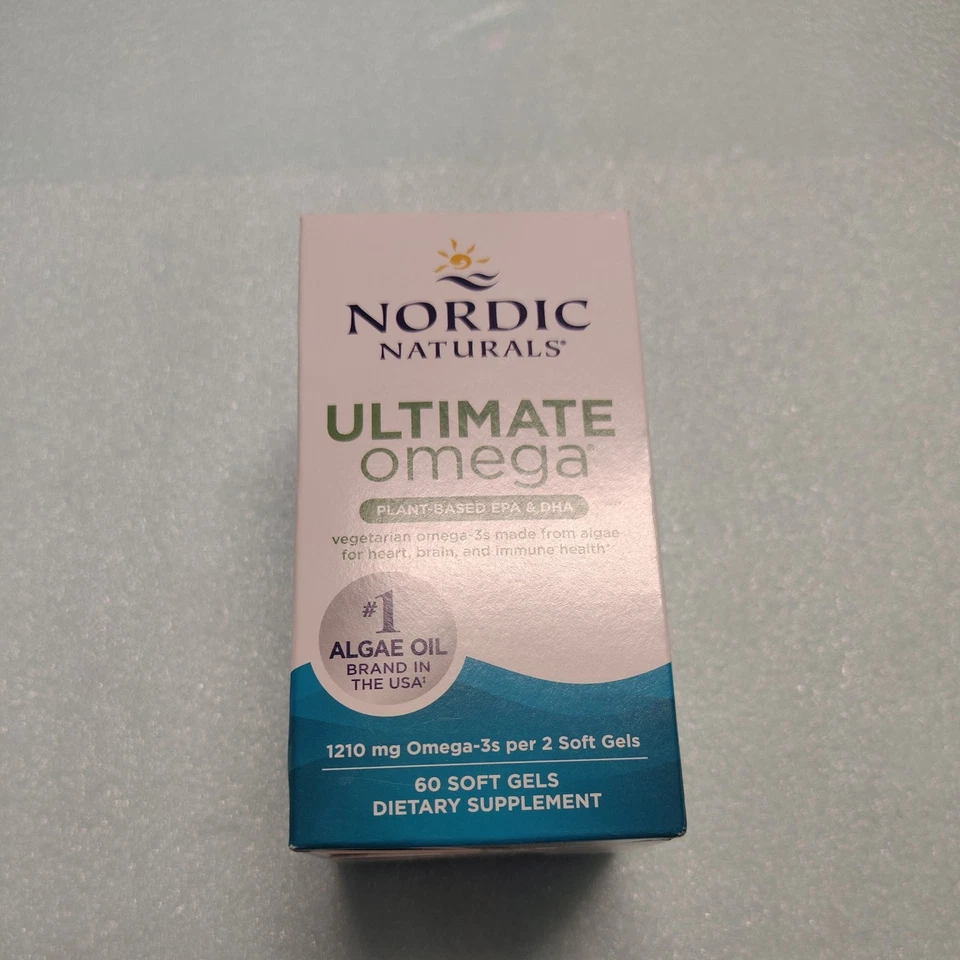 NORDIC
NATURALS®
ULTIMATE
omega®
PLANT-BASED EPA & DHA
vegetarian omega-3s made from algae
for heart, brain, and immune health*
#1
ALGAE OIL
BRAND IN
THE USA‡
1210 mg Omega-3s per 2 Soft Gels
60 SOFT GELS
DIETARY SUPPLEMENT